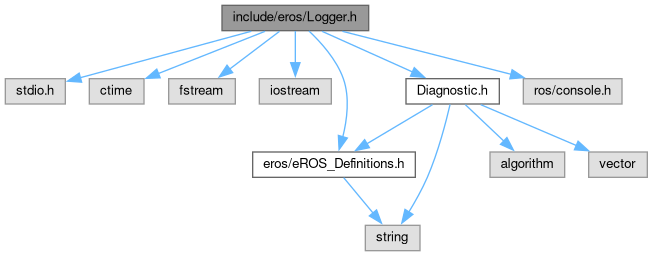 include/eros/Logger.h
stdio.h
ctime
fstream
iostream
Diagnostic.h
ros/console.h
eros/eROS_Definitions.h
algorithm
vector
string